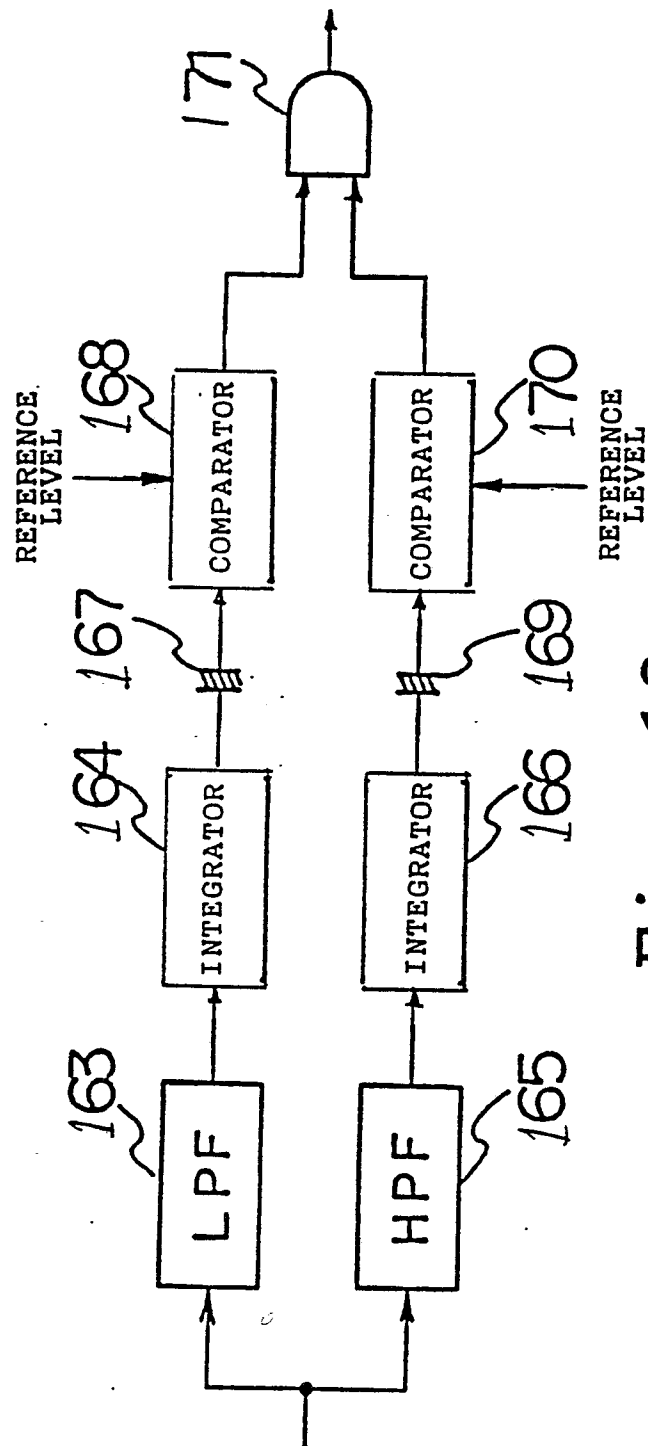 REFERENCE
LEVEL
163
LPF
164
INTEGRATOR
167
168
COMPARATOR
171
165
HPF
166
INTEGRATOR
169
170
COMPARATOR
REFERENCE
LEVEL